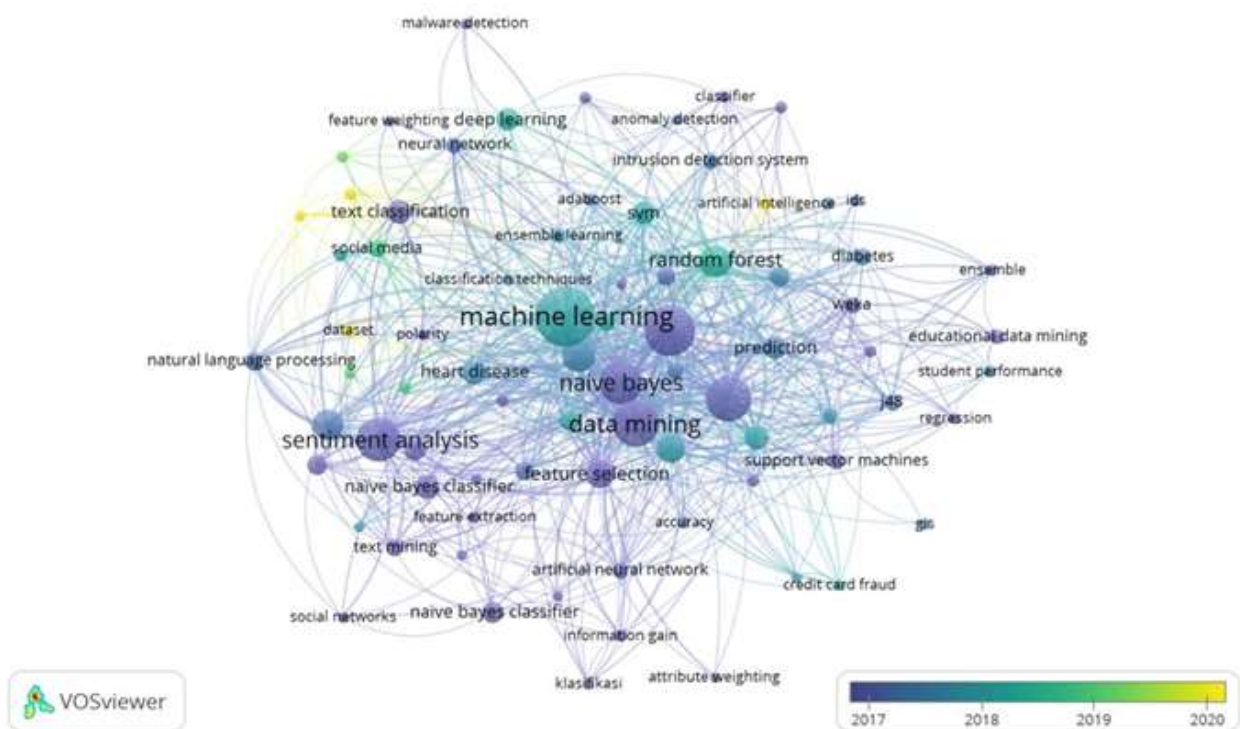 malware detection
classifier
feature weighting
deep learning
anomaly detection
neural network
intrusion detection system
adaboost
artificial intelligence
ids
text classification
svm
ensemble learning
social media
random forest
diabetes
ensemble
classification techniques
weka
machine learning
dataset
polarity
educational data mining
prediction
natural language processing
heart disease
student performance
naive bayes
j48
regression
data mining
sentiment analysis
support vector machines
feature selection
naive bayes classifier
feature extraction
accuracy
gis
text mining
artificial neural network
credit card fraud
social networks
naive bayes classifier
information gain
klasifikasi
attribute weighting
VOSviewer
2017 2018 2019 2020